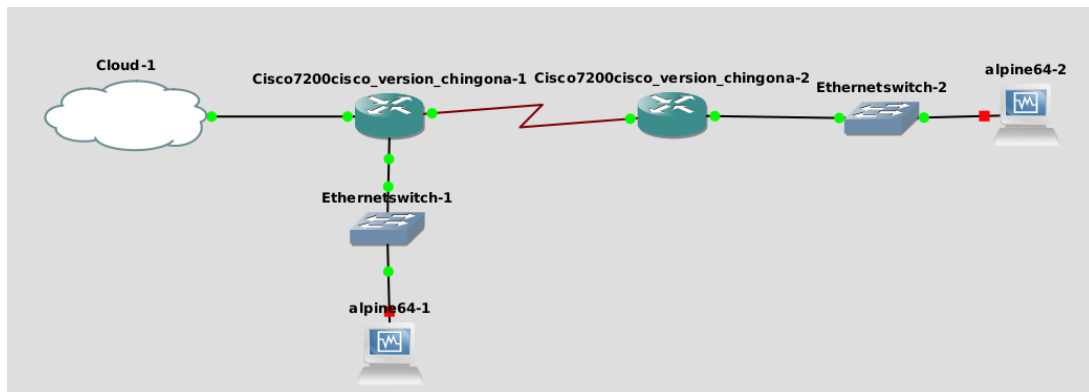 Cloud-1
Cisco7200cisco_version_chingona-1
Cisco7200cisco_version_chingona-2
Ethernetswitch-2
alpine64-2
Ethernetswitch-1
alpine64-1